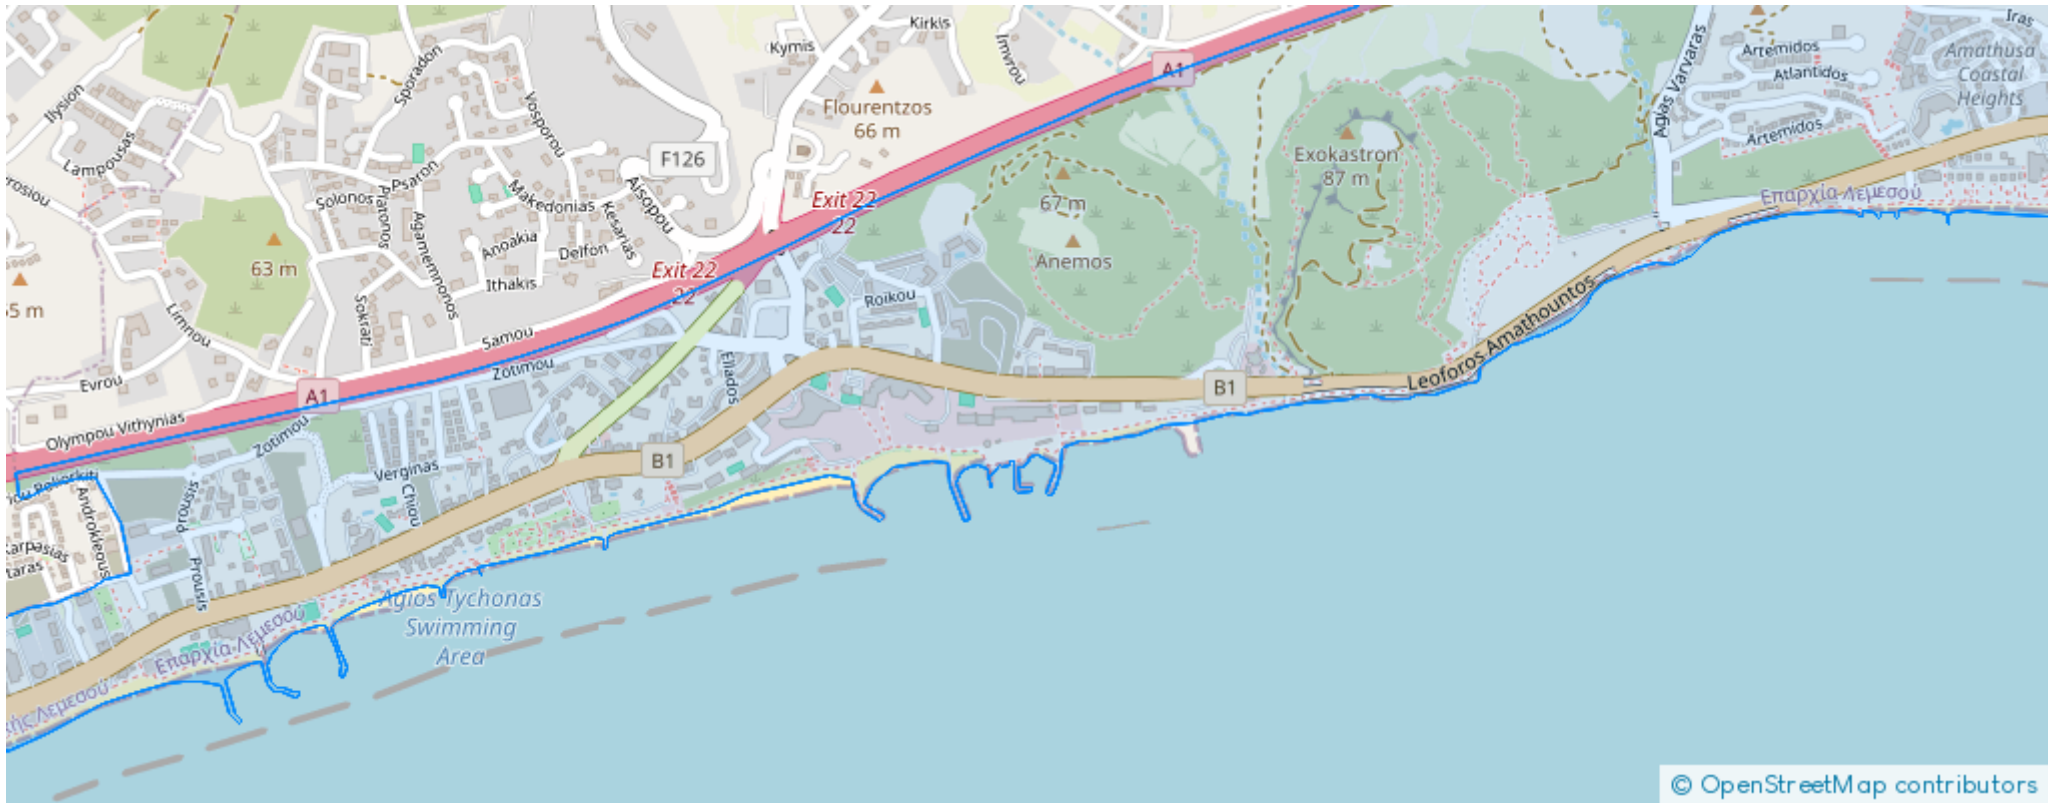 Kirkis
Iras
Kymis
Imvrou
Artemidos
Amathusa
Coastal
Heights
Sporadon
A1
Atlantidos
Ilysion
Vosporou
Flourentzos
66 m
Agias Varvaras
Artemidos
Lampousas
F126
Exokastron
87 m
Psaron
Makedonias
Aisopou
Solonos
Platonos
Kesarias
Exit 22
22
67 m
Επαρχία Λεμεσού
Agamemnonos
Anoakia
Delfon
63 m
Exit 22
22
Anemos
Ithakis
Roikou
55 m
Sokrati
Limnou
Samou
Leoforos Amathountos
Zotimou
Eliados
Evrou
A1
B1
Olympou Vithynias
Zotimou
B1
Verginas
Chiou
Prousis
Androkleous
Karpasias
taras
Prousis
Agios Tychonas
Swimming
Area
Επαρχία Λεμεσού
Λεμεσού
© OpenStreetMap contributors